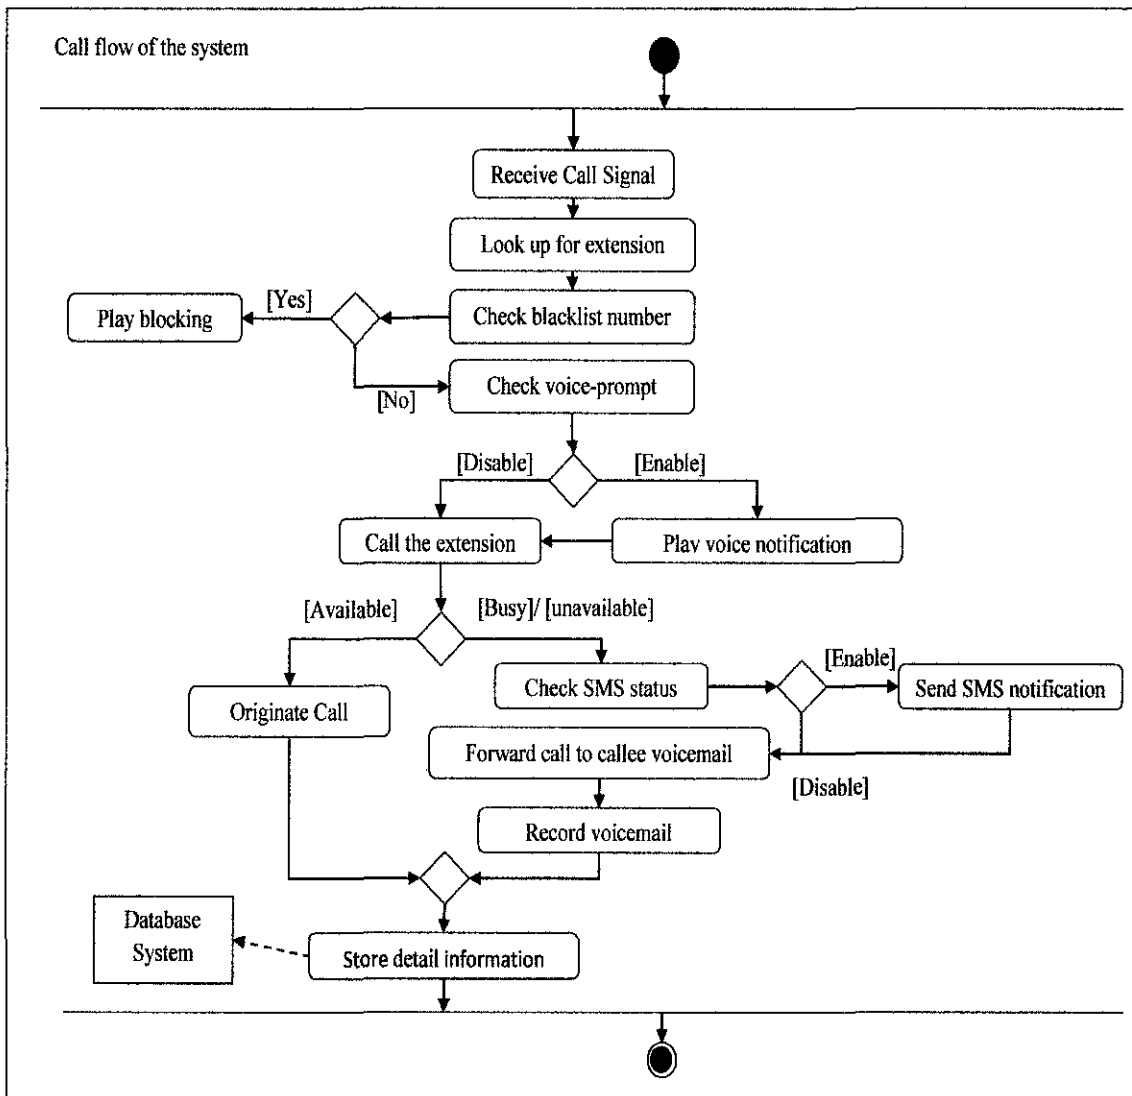 Call flow of the system
Receive Call Signal
Look up for extension
[Yes]
Play blocking
Check blacklist number
Check voice-prompt
[No]
[Disable]
[Enable]
Call the extension
Plav voice notification
[Available]
[Busy]/ [unavailable]
[Enable]
Check SMS status
Send SMS notification
Originate Call
Forward call to callee voicemail
[Disable]
Record voicemail
Database
System
Store detail information